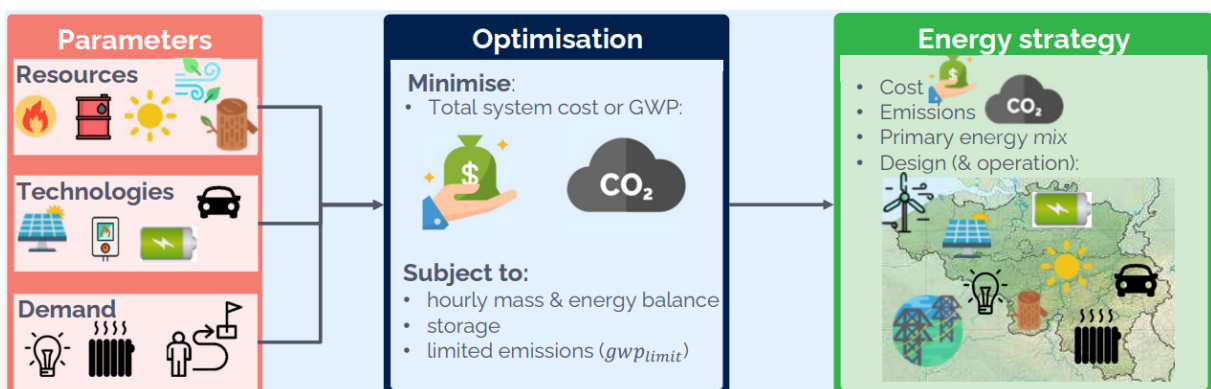 Parameters
Resources
Technologies
Demand
Optimisation
Minimise:
• Total system cost or GWP:
$
CO₂
Subject to:
• hourly mass & energy balance
• storage
• limited emissions (gwp_limit)
Energy strategy
• Cost
$
• Emissions
CO₂
• Primary energy mix
• Design (& operation):